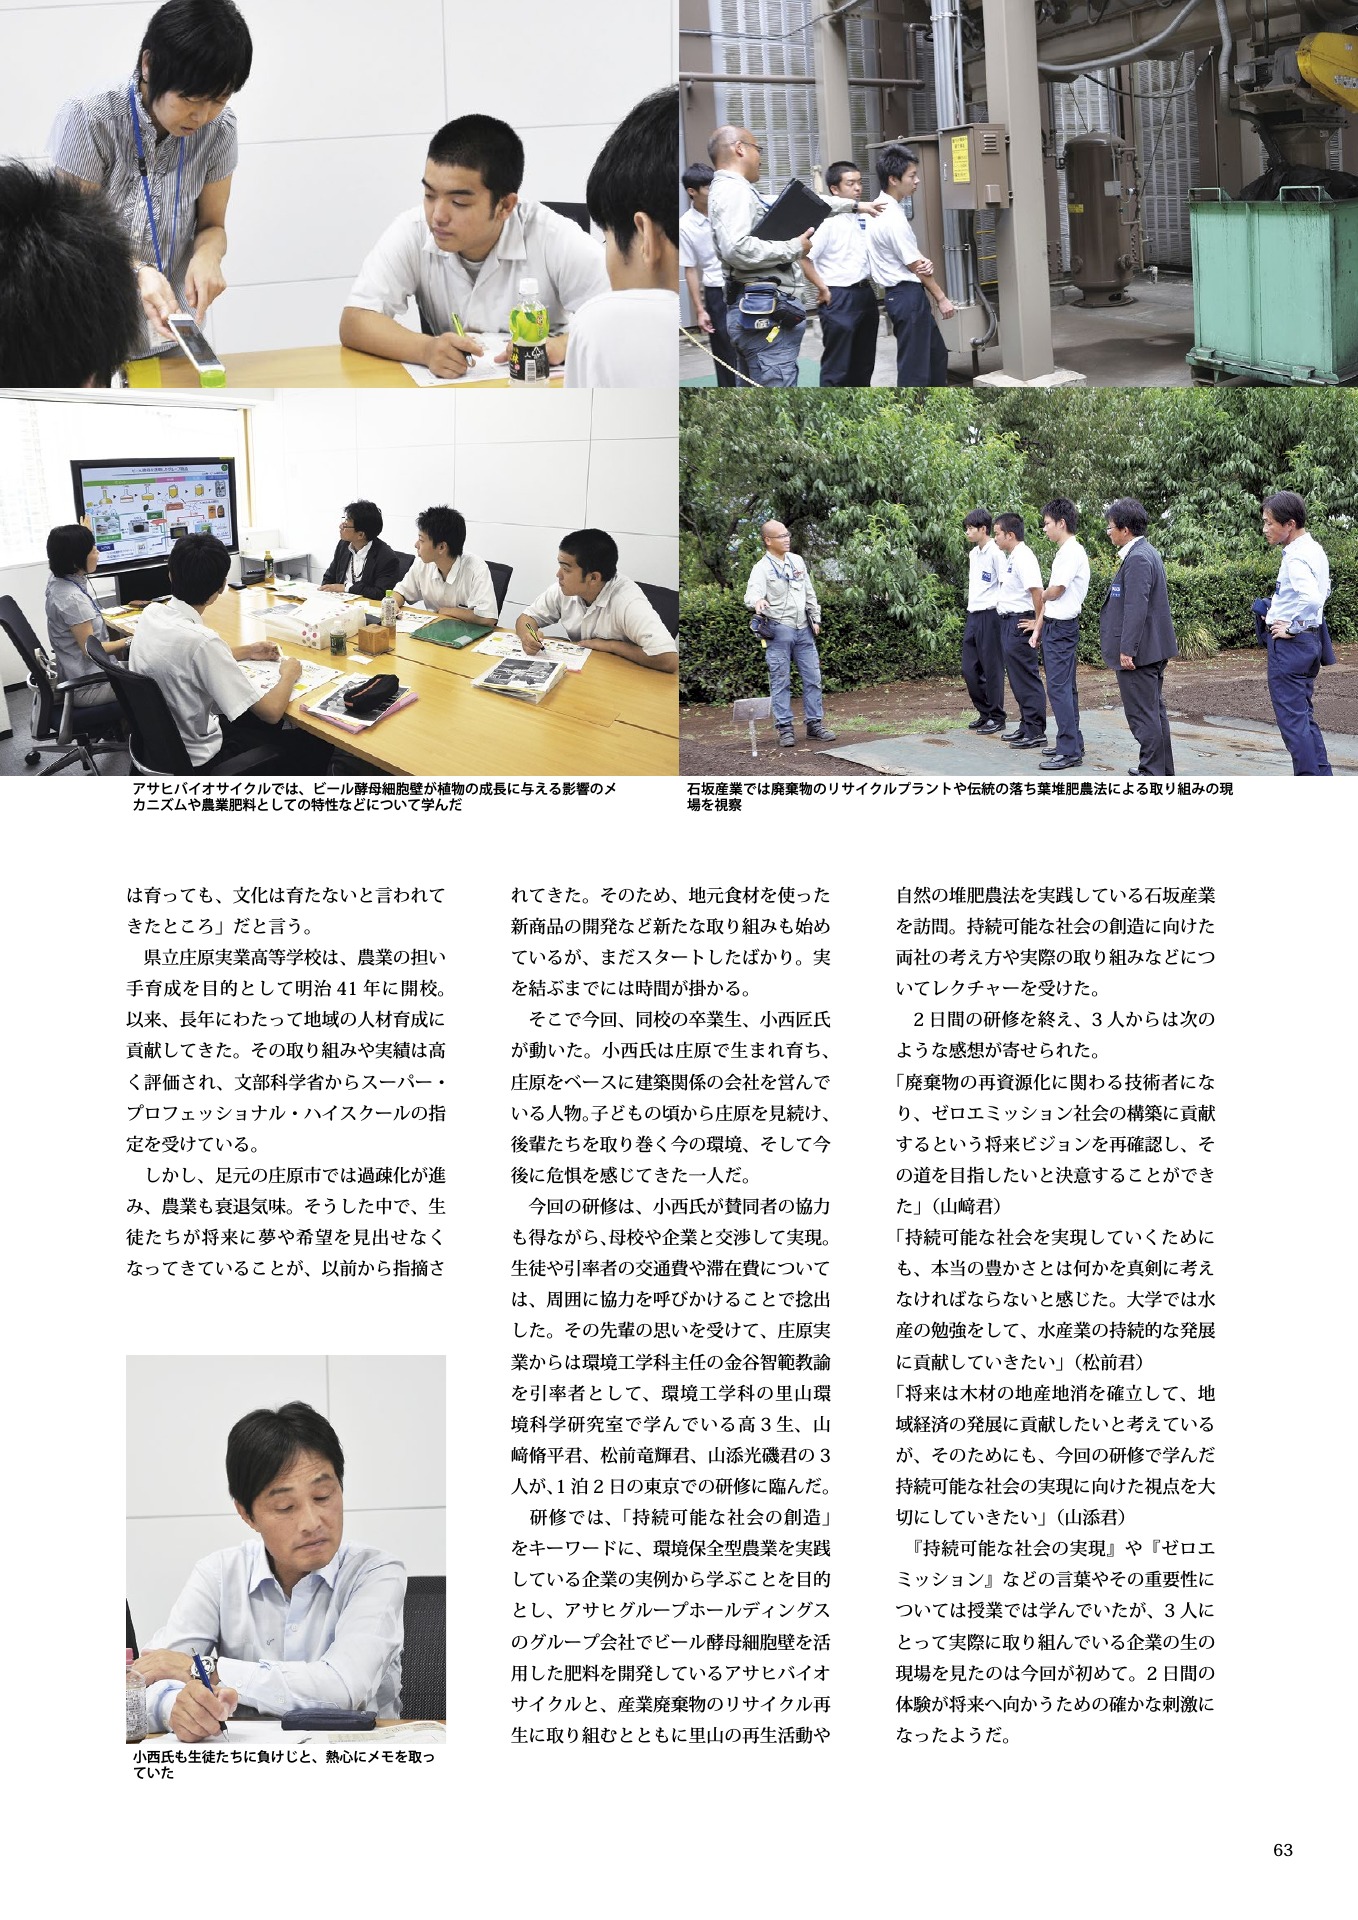 アサヒバイオサイクルでは、ビール酵母細胞壁が植物の成長に与える影響のメ
カニズムや農業肥料としての特性などについて学んだ
石坂産業では廃棄物のリサイクルプラントや伝統の落ち葉堆肥農法による取り組みの現
場を視察
は育っても、文化は育たないと言われて
きたところ」だと言う。
　県立庄原実業高等学校は、農業の担い
手育成を目的として明治 41 年に開校。
以来、長年にわたって地域の人材育成に
貢献してきた。その取り組みや実績は高
く評価され、文部科学省からスーパー・
プロフェッショナル・ハイスクールの指
定を受けている。
　しかし、足元の庄原市では過疎化が進
み、農業も衰退気味。そうした中で、生
徒たちが将来に夢や希望を見出せなく
なってきていることが、以前から指摘さ
小西氏も生徒たちに負けじと、熱心にメモを取っ
ていた
れてきた。そのため、地元食材を使った
新商品の開発など新たな取り組みも始め
ているが、まだスタートしたばかり。実
を結ぶまでには時間が掛かる。
　そこで今回、同校の卒業生、小西匠氏
が動いた。小西氏は庄原で生まれ育ち、
庄原をベースに建築関係の会社を営んで
いる人物。子どもの頃から庄原を見続け、
後輩たちを取り巻く今の環境、そして今
後に危惧を感じてきた一人だ。
　今回の研修は、小西氏が賛同者の協力
も得ながら、母校や企業と交渉して実現。
生徒や引率者の交通費や滞在費について
は、周囲に協力を呼びかけることで捻出
した。その先輩の思いを受けて、庄原実
業からは環境工学科主任の金谷智範教諭
を引率者として、環境工学科の里山環
境科学研究室で学んでいる高 3 生、山
﨑脩平君、松前竜輝君、山添光磯君の 3
人が、1 泊 2 日の東京での研修に臨んだ。
　研修では、「持続可能な社会の創造」
をキーワードに、環境保全型農業を実践
している企業の実例から学ぶことを目的
とし、アサヒグループホールディングス
のグループ会社でビール酵母細胞壁を活
用した肥料を開発しているアサヒバイオ
サイクルと、産業廃棄物のリサイクル再
生に取り組むとともに里山の再生活動や
自然の堆肥農法を実践している石坂産業
を訪問。持続可能な社会の創造に向けた
両社の考え方や実際の取り組みなどにつ
いてレクチャーを受けた。
　2 日間の研修を終え、3 人からは次の
ような感想が寄せられた。
「廃棄物の再資源化に関わる技術者にな
り、ゼロエミッション社会の構築に貢献
するという将来ビジョンを再確認し、そ
の道を目指したいと決意することができ
た」（山﨑君）
「持続可能な社会を実現していくために
も、本当の豊かさとは何かを真剣に考え
なければならないと感じた。大学では水
産の勉強をして、水産業の持続的な発展
に貢献していきたい」（松前君）
「将来は木材の地産地消を確立して、地
域経済の発展に貢献したいと考えている
が、そのためにも、今回の研修で学んだ
持続可能な社会の実現に向けた視点を大
切にしていきたい」（山添君）
　『持続可能な社会の実現』や『ゼロエ
ミッション』などの言葉やその重要性に
ついては授業では学んでいたが、3 人に
とって実際に取り組んでいる企業の生の
現場を見たのは今回が初めて。2 日間の
体験が将来へ向かうための確かな刺激に
なったようだ。
63